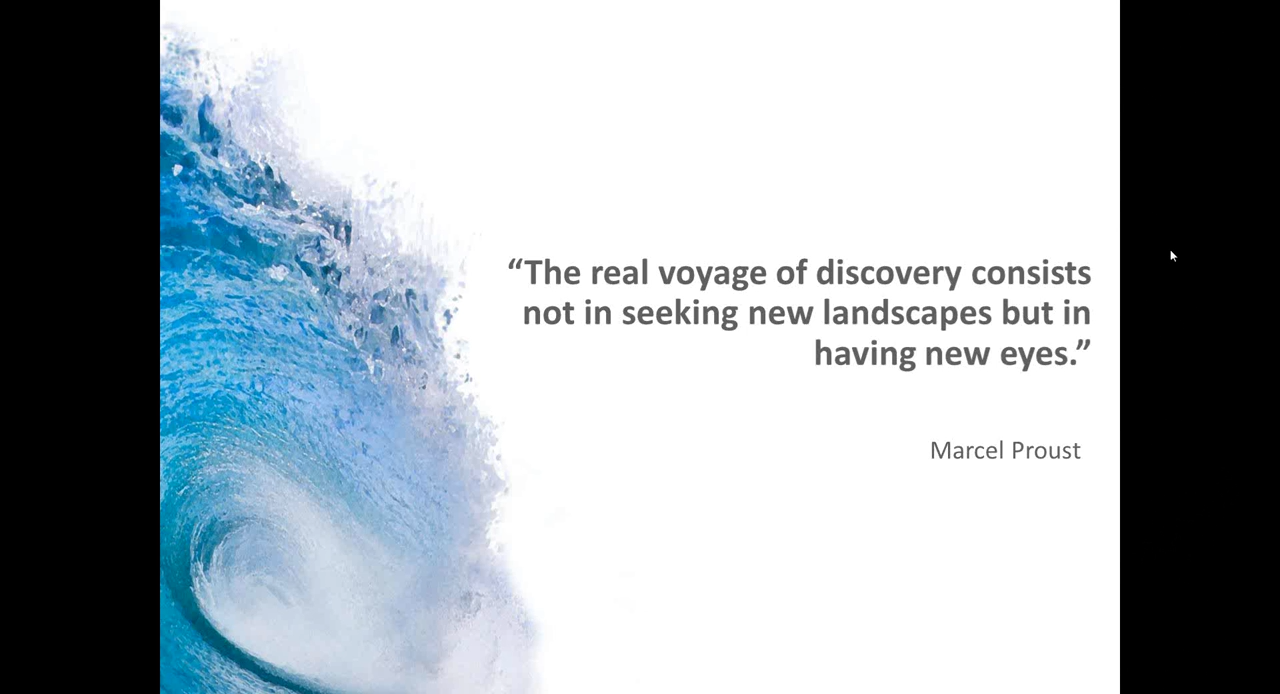 “The real voyage of discovery consists
not in seeking new landscapes but in
having new eyes.”
Marcel Proust